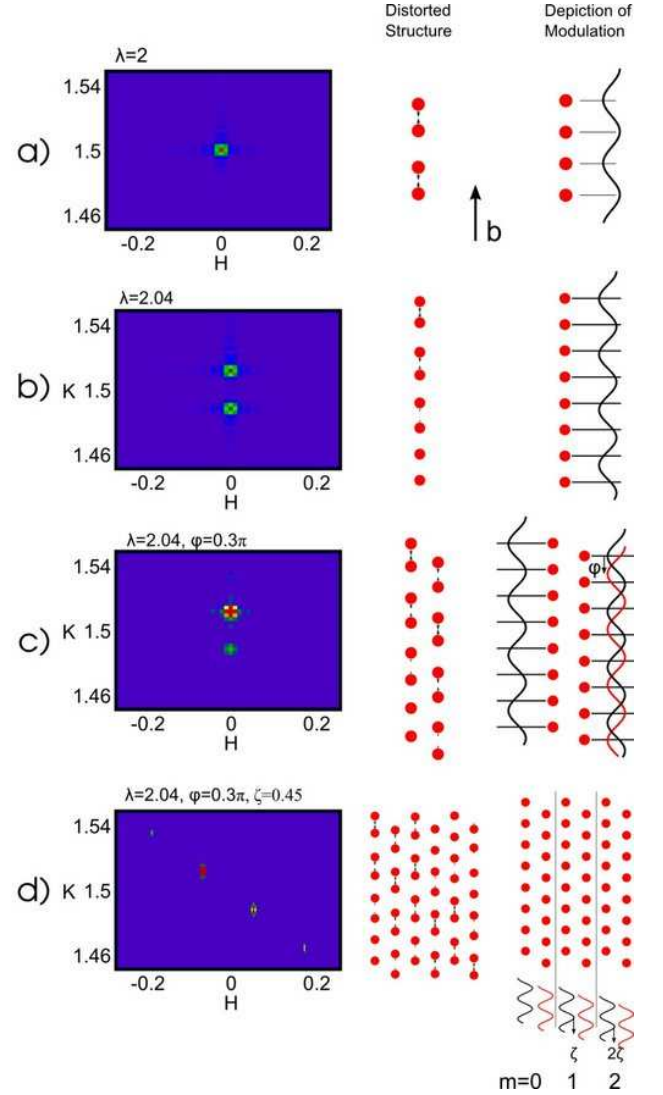 Distorted
Structure
Depiction of
Modulation
λ=2
a)
1.54
1.5
1.46
-0.2 0 0.2
H
b
λ=2.04
b)
1.54
K 1.5
1.46
-0.2 0 0.2
H
λ=2.04, φ=0.3π
c)
1.54
K 1.5
1.46
-0.2 0 0.2
H
φ
λ=2.04, φ=0.3π, ζ=0.45
d)
1.54
K 1.5
1.46
-0.2 0 0.2
H
ζ 2ζ
m=0 1 2